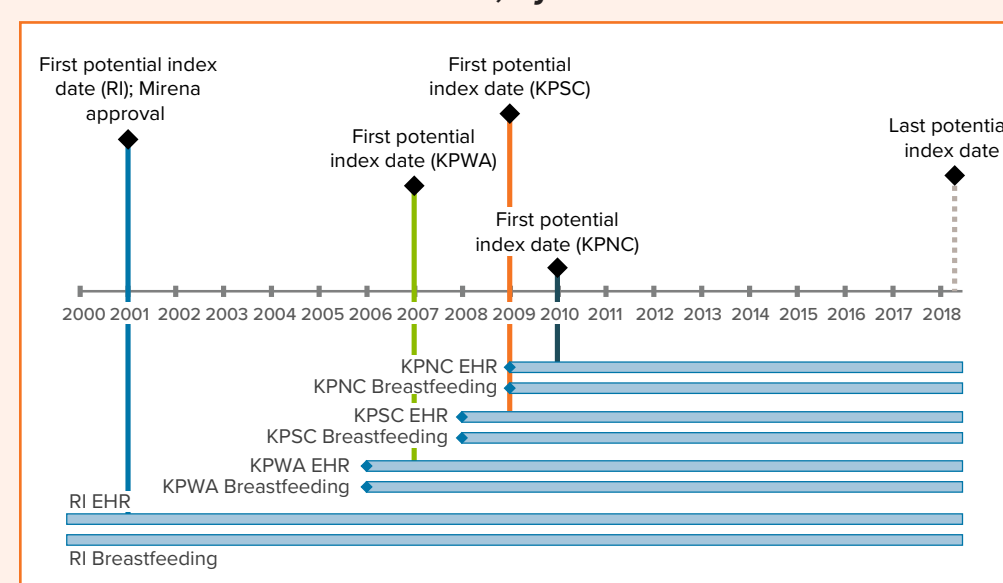 First potential index
date (RI); Mirena
approval
First potential
index date (KPSC)
First potential
index date (KPWA)
Last potentia
index date
First potential
index date (KPNC)
2000 2001 2002 2003 2004 2005 2006 2007 2008 2009 2010 2011 2012 2013 2014 2015 2016 2017 2018
KPNC EHR
KPNC Breastfeeding
KPSC EHR
KPSC Breastfeeding
KPWA EHR
KPWA Breastfeeding
RI EHR
RI Breastfeeding